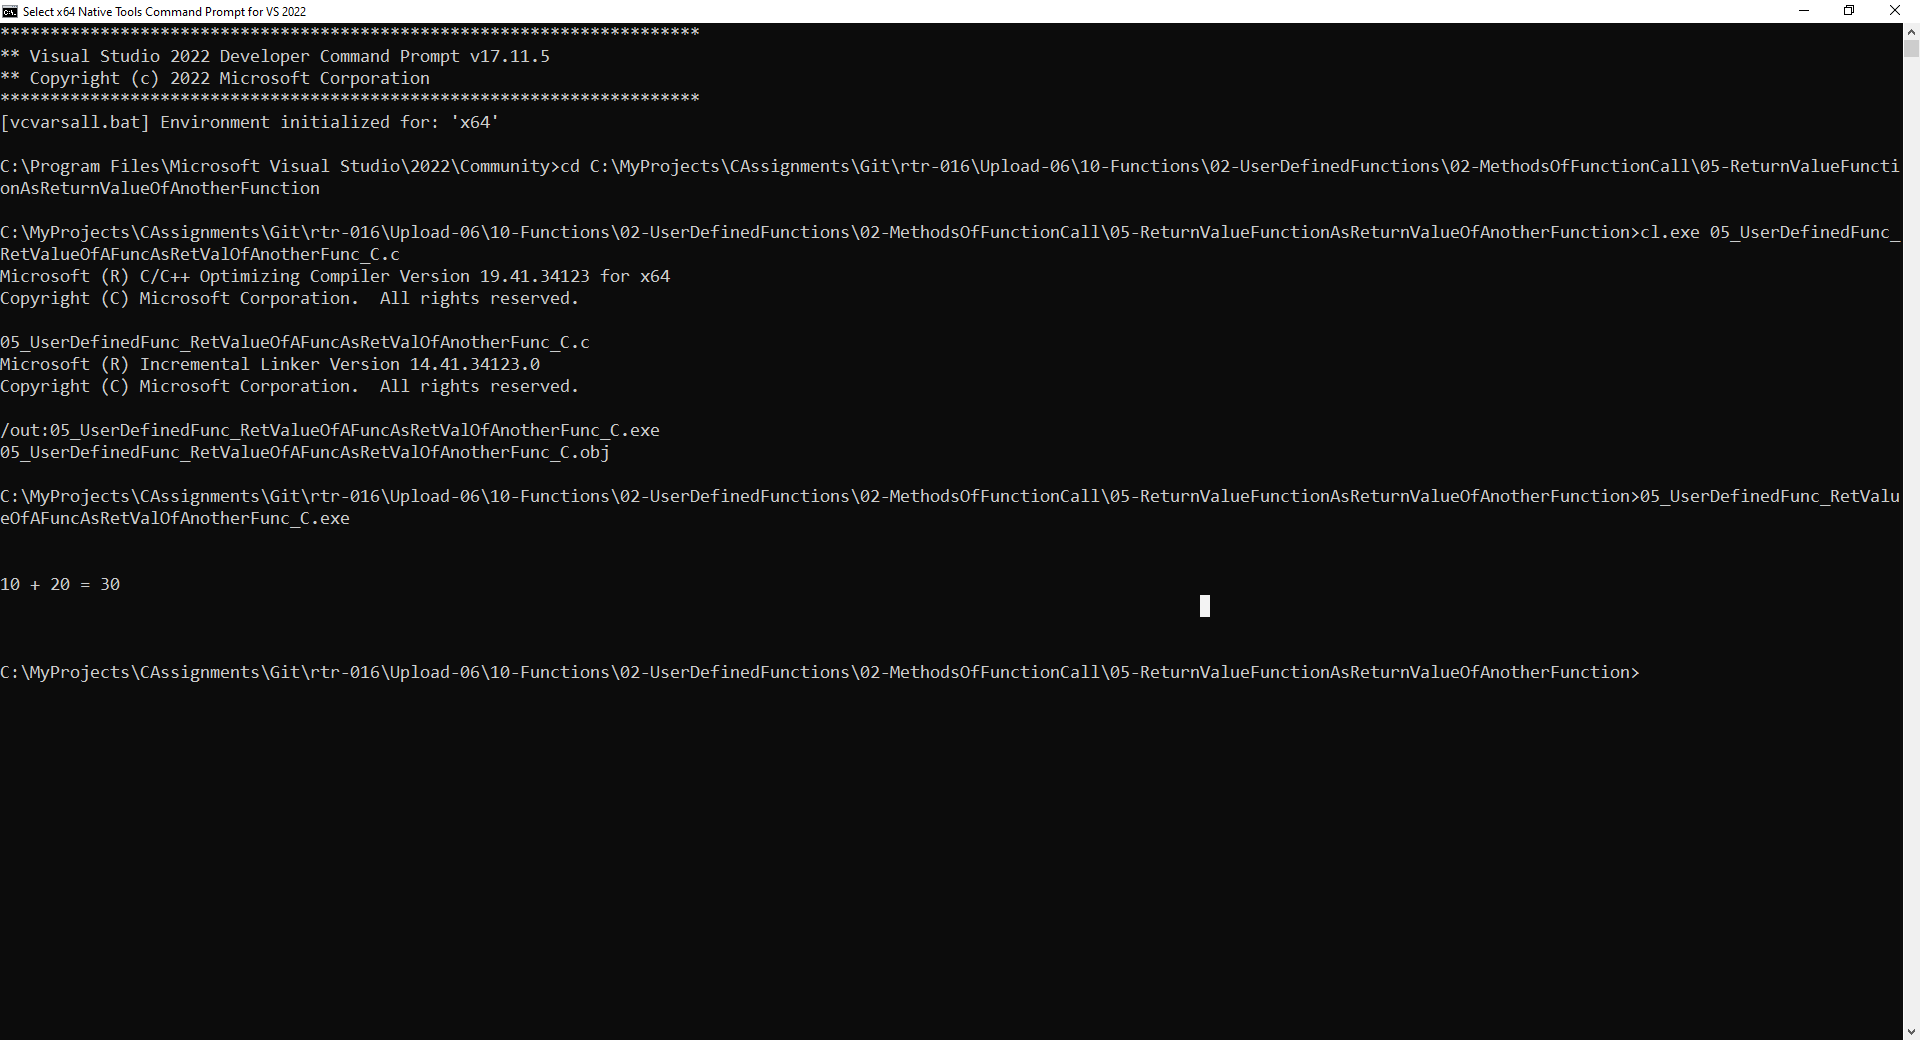 Select x64 Native Tools Command Prompt for VS 2022
**********************************************************************
** Visual Studio 2022 Developer Command Prompt v17.11.5
** Copyright (c) 2022 Microsoft Corporation
**********************************************************************
[vcvarsall.bat] Environment initialized for: 'x64'
C:\Program Files\Microsoft Visual Studio\2022\Community>cd C:\MyProjects\CAssignments\Git\rtr-016\Upload-06\10-Functions\02-UserDefinedFunctions\02-MethodsOfFunctionCall\05-ReturnValueFuncti
onAsReturnValueOfAnotherFunction
C:\MyProjects\CAssignments\Git\rtr-016\Upload-06\10-Functions\02-UserDefinedFunctions\02-MethodsOfFunctionCall\05-ReturnValueFunctionAsReturnValueOfAnotherFunction>cl.exe 05_UserDefinedFunc_
RetValueOfAFuncAsRetValOfAnotherFunc_C.c
Microsoft (R) C/C++ Optimizing Compiler Version 19.41.34123 for x64
Copyright (C) Microsoft Corporation.  All rights reserved.
05_UserDefinedFunc_RetValueOfAFuncAsRetValOfAnotherFunc_C.c
Microsoft (R) Incremental Linker Version 14.41.34123.0
Copyright (C) Microsoft Corporation.  All rights reserved.
/out:05_UserDefinedFunc_RetValueOfAFuncAsRetValOfAnotherFunc_C.exe
05_UserDefinedFunc_RetValueOfAFuncAsRetValOfAnotherFunc_C.obj
C:\MyProjects\CAssignments\Git\rtr-016\Upload-06\10-Functions\02-UserDefinedFunctions\02-MethodsOfFunctionCall\05-ReturnValueFunctionAsReturnValueOfAnotherFunction>05_UserDefinedFunc_RetValu
eOfAFuncAsRetValOfAnotherFunc_C.exe
10 + 20 = 30
C:\MyProjects\CAssignments\Git\rtr-016\Upload-06\10-Functions\02-UserDefinedFunctions\02-MethodsOfFunctionCall\05-ReturnValueFunctionAsReturnValueOfAnotherFunction>